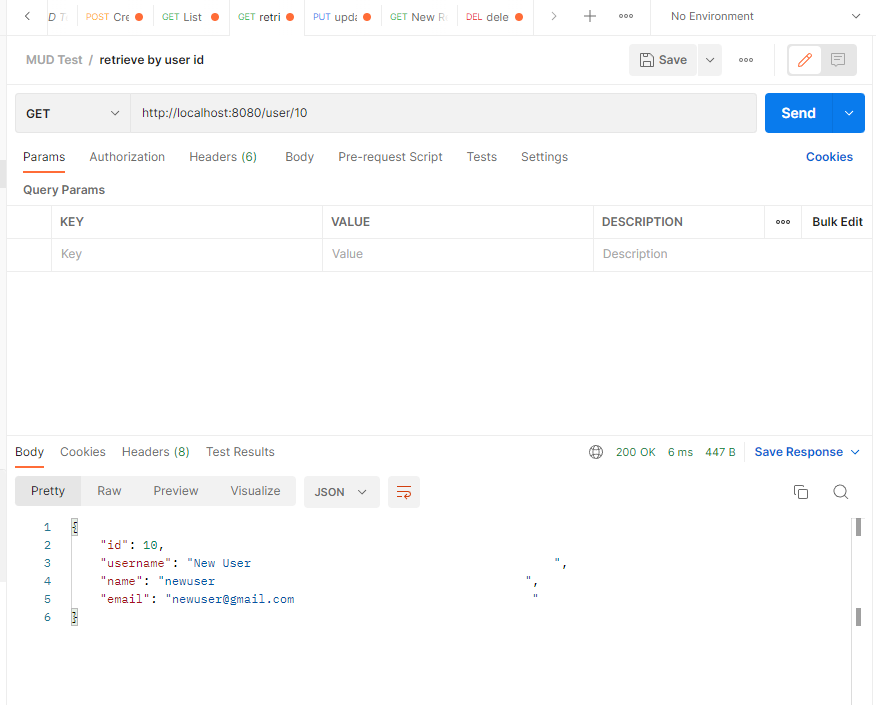 D T POST Cre GET List GET retri PUT upda GET New R DEL dele No Environment
MUD Test / retrieve by user id Save
GET http://localhost:8080/user/10 Send
Params Authorization Headers (6) Body Pre-request Script Tests Settings Cookies
Query Params
KEY VALUE DESCRIPTION Bulk Edit
Key Value Description
Body Cookies Headers (8) Test Results 200 OK 6 ms 447 B Save Response
Pretty Raw Preview Visualize JSON
1 {
2 "id": 10,
3 "username": "New User ",
4 "name": "newuser ",
5 "email": "newuser@gmail.com "
6 }